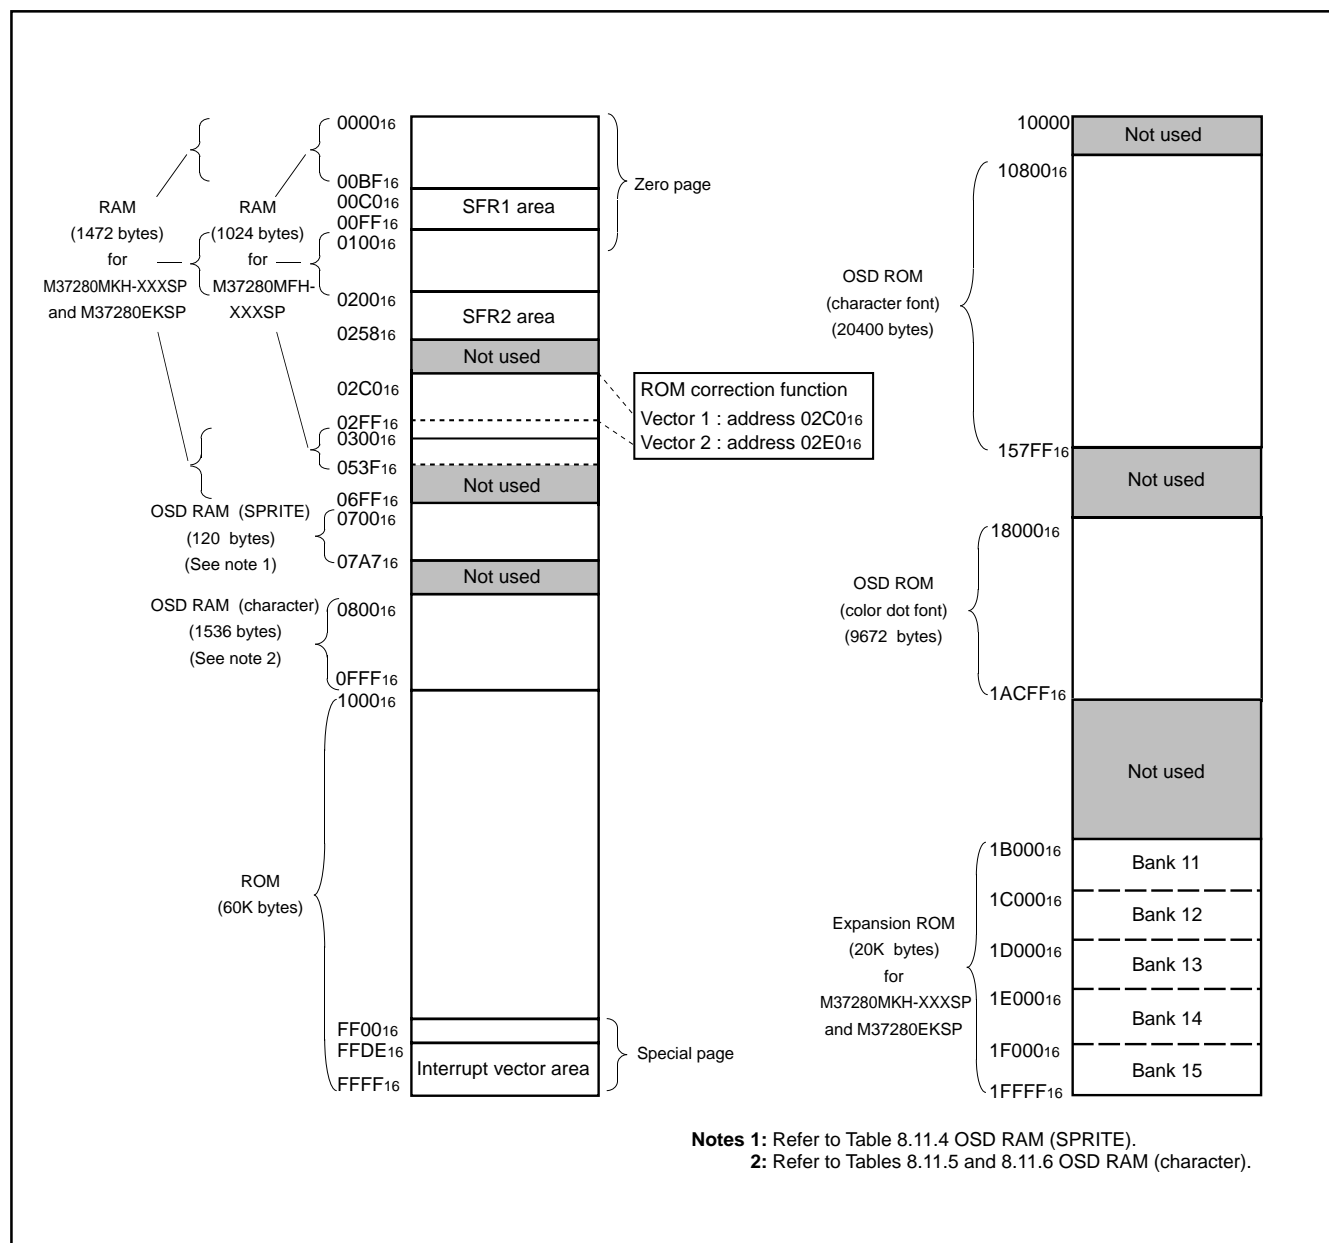 0000₁₆
00BF₁₆
00C0₁₆
00FF₁₆
0100₁₆
0200₁₆
0258₁₆
02C0₁₆
02FF₁₆
0300₁₆
053F₁₆
06FF₁₆
0700₁₆
07A7₁₆
0800₁₆
0FFF₁₆
1000₁₆
FF00₁₆
FFDE₁₆
FFFF₁₆
RAM
(1472 bytes)
for
M37280MKH-XXXSP
and M37280EKSP
RAM
(1024 bytes)
for
M37280MFH-
XXXSP
OSD RAM (SPRITE)
(120 bytes)
(See note 1)
OSD RAM (character)
(1536 bytes)
(See note 2)
ROM
(60K bytes)
SFR1 area
SFR2 area
Not used
Not used
Not used
Interrupt vector area
Zero page
ROM correction function
Vector 1 : address 02C0₁₆
Vector 2 : address 02E0₁₆
Special page
10000
10800₁₆
157FF₁₆
18000₁₆
1ACFF₁₆
1B000₁₆
1C000₁₆
1D000₁₆
1E000₁₆
1F000₁₆
1FFFF₁₆
OSD ROM
(character font)
(20400 bytes)
OSD ROM
(color dot font)
(9672 bytes)
Expansion ROM
(20K bytes)
for
M37280MKH-XXXSP
and M37280EKSP
Not used
Not used
Not used
Bank 11
Bank 12
Bank 13
Bank 14
Bank 15
Notes 1: Refer to Table 8.11.4 OSD RAM (SPRITE).
2: Refer to Tables 8.11.5 and 8.11.6 OSD RAM (character).